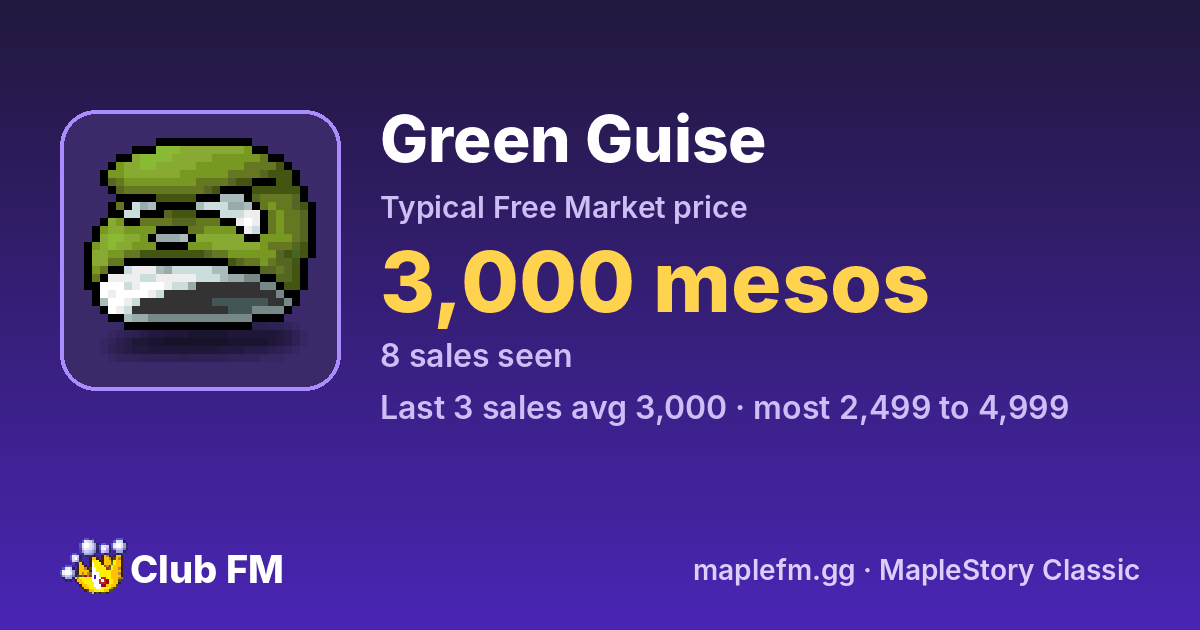 Green Guise
Typical Free Market price
3,000 mesos
8 sales seen
Last 3 sales avg 3,000 · most 2,499 to 4,999
Club FM
maplefm.gg · MapleStory Classic